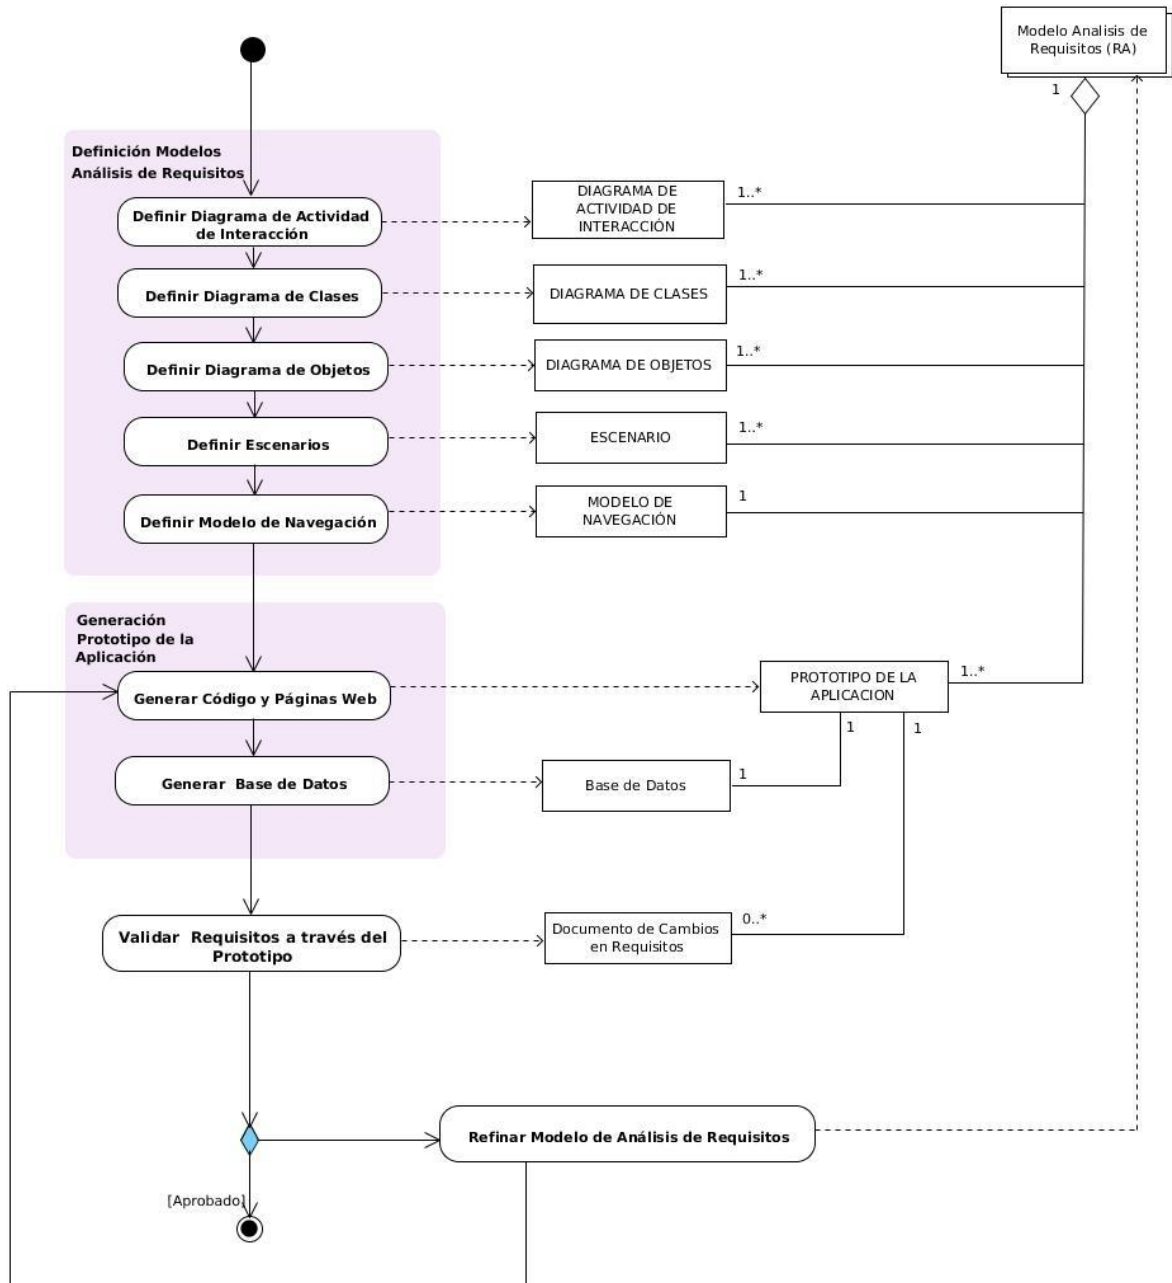 Modelo Analisis de
Requisitos (RA)
1
Definición Modelos
Análisis de Requisitos
Definir Diagrama de Actividad
de Interacción
DIAGRAMA DE
ACTIVIDAD DE
INTERACCIÓN
1..*
Definir Diagrama de Clases
DIAGRAMA DE CLASES
1..*
Definir Diagrama de Objetos
DIAGRAMA DE OBJETOS
1..*
Definir Escenarios
ESCENARIO
1..*
Definir Modelo de Navegación
MODELO DE
NAVEGACIÓN
1
Generación
Prototipo de la
Aplicación
Generar Código y Páginas Web
PROTOTIPO DE LA
APLICACION
1..*
1
1
Generar Base de Datos
Base de Datos
1
Validar Requisitos a través del
Prototipo
Documento de Cambios
en Requisitos
0..*
Refinar Modelo de Análisis de Requisitos
[Aprobado]